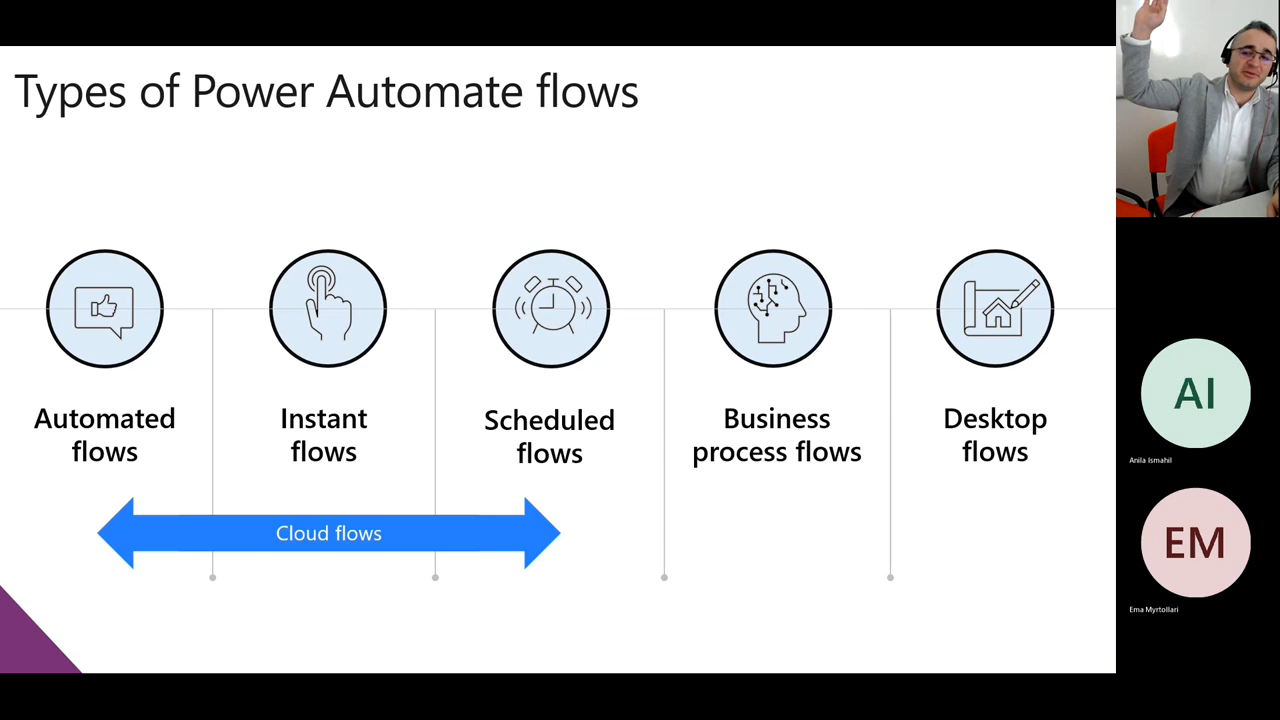 Types of Power Automate flows
Automated
flows
Instant
flows
Scheduled
flows
Business
process flows
Desktop
flows
Cloud flows
AI
Anila Ismahil
EM
Ema Myrtollari